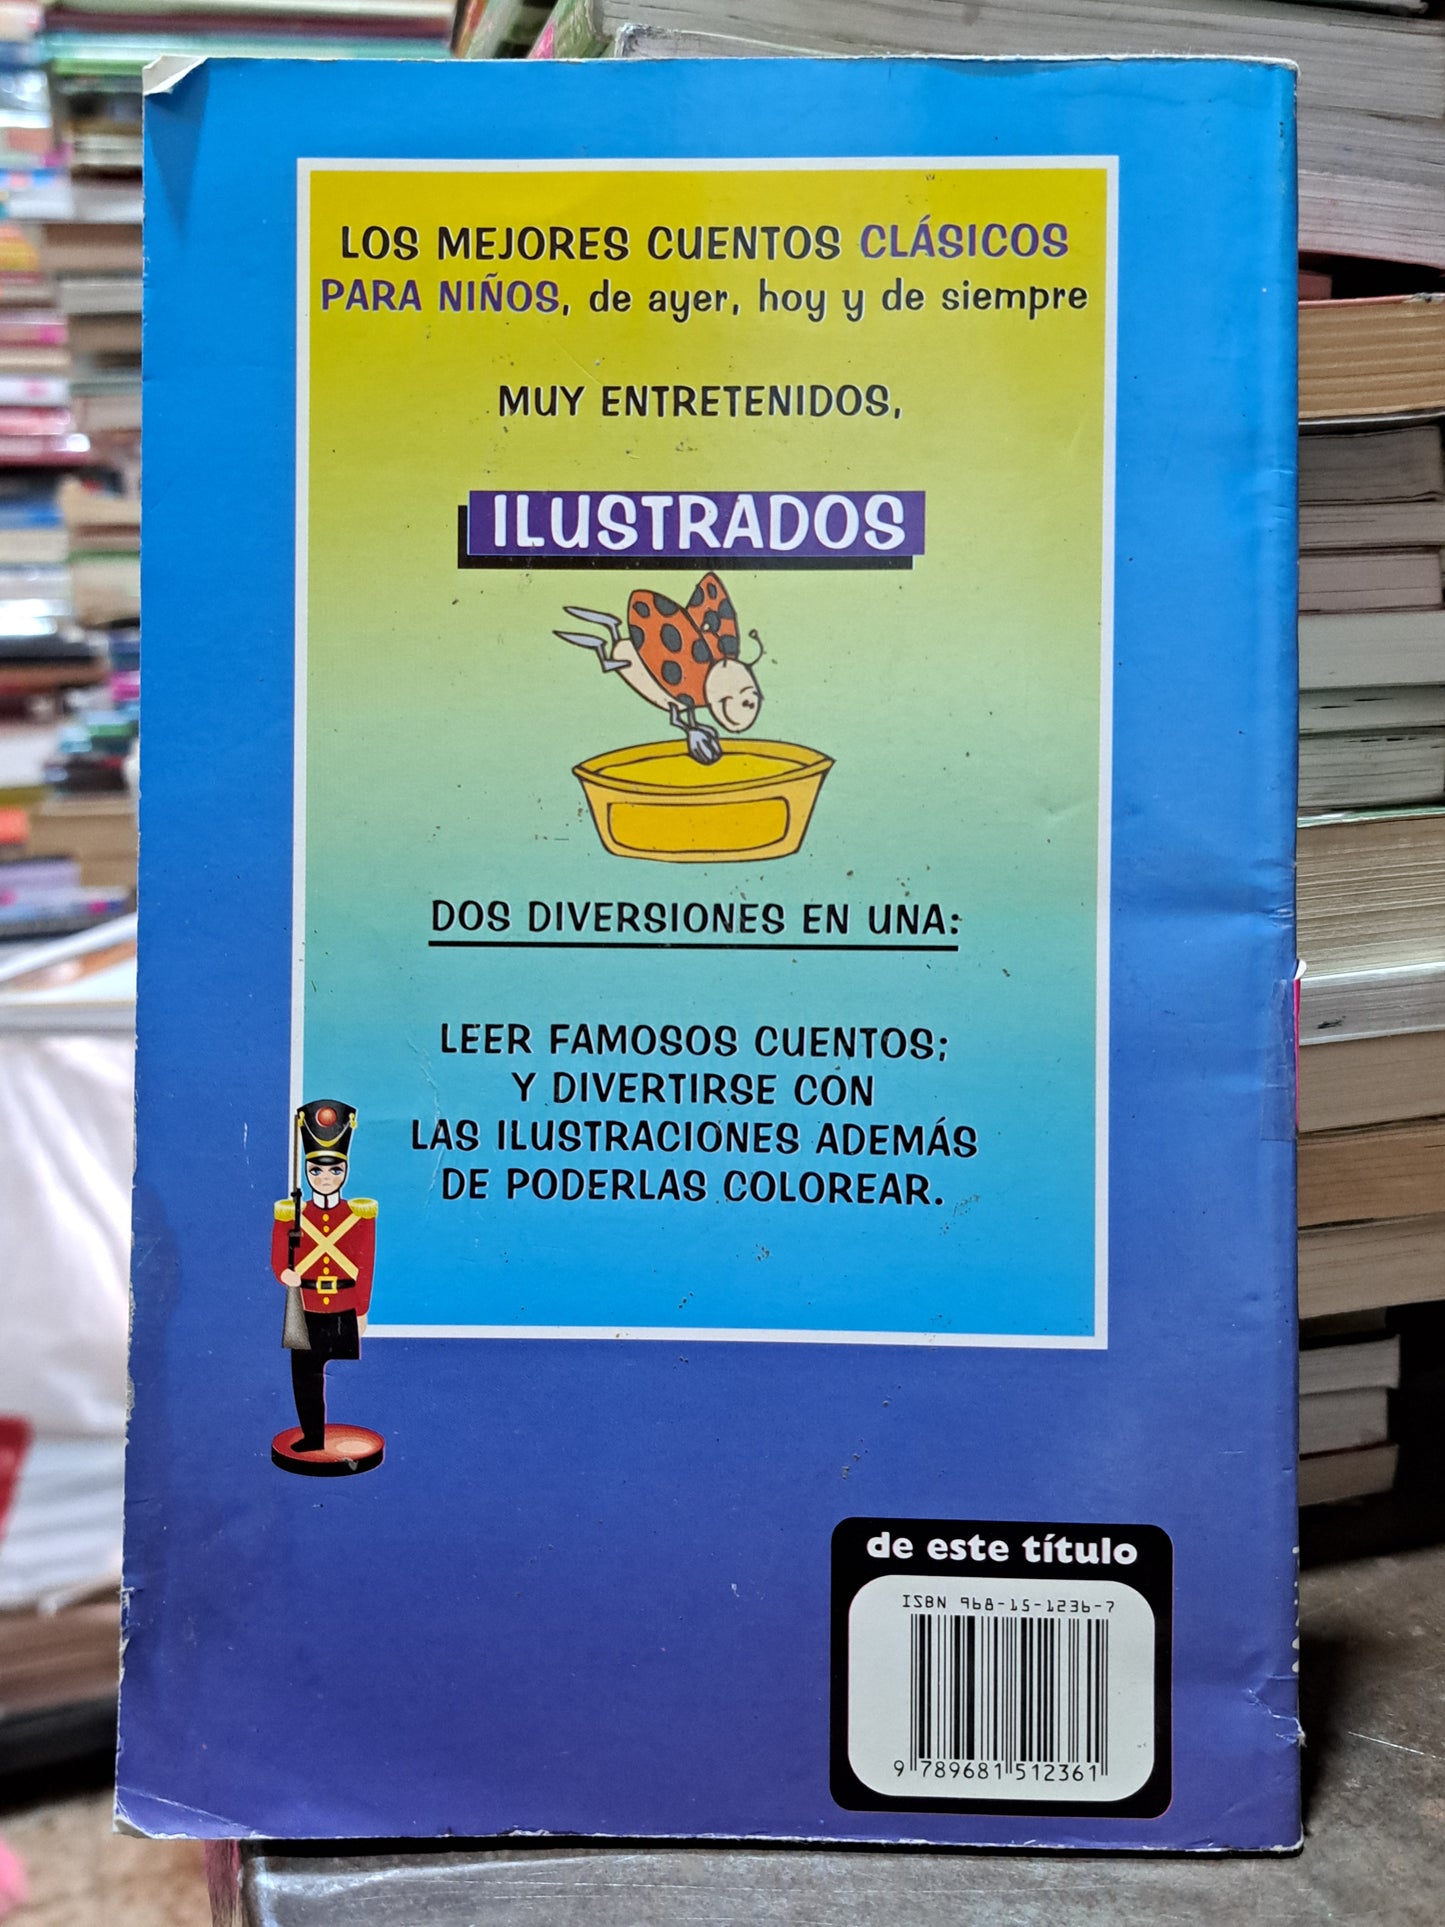 LOS MEJORES CUENTOS CLÁSICOS
PARA NIÑOS, de ayer, hoy y de siempre
MUY ENTRETENIDOS,
ILUSTRADOS
DOS DIVERSIONES EN UNA:
LEER FAMOSOS CUENTOS;
Y DIVERTIRSE CON
LAS ILUSTRACIONES ADEMÁS
DE PODERLAS COLOREAR.
de este título
ISBN 968-15-1236-7
9 789681 512361